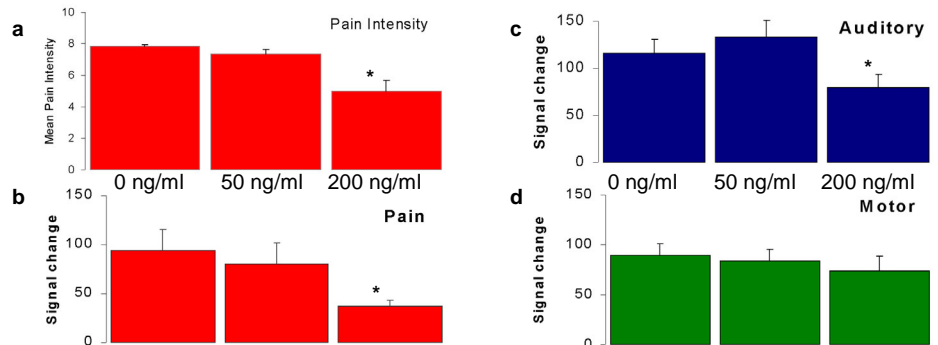 a
Pain Intensity
Mean Pain Intensity
10
8
6
4
2
0
*
0 ng/ml 50 ng/ml 200 ng/ml
b
Pain
Signal change
150
100
50
0
*
c
Auditory
Signal change
150
100
50
0
*
0 ng/ml 50 ng/ml 200 ng/ml
d
Motor
Signal change
150
100
50
0